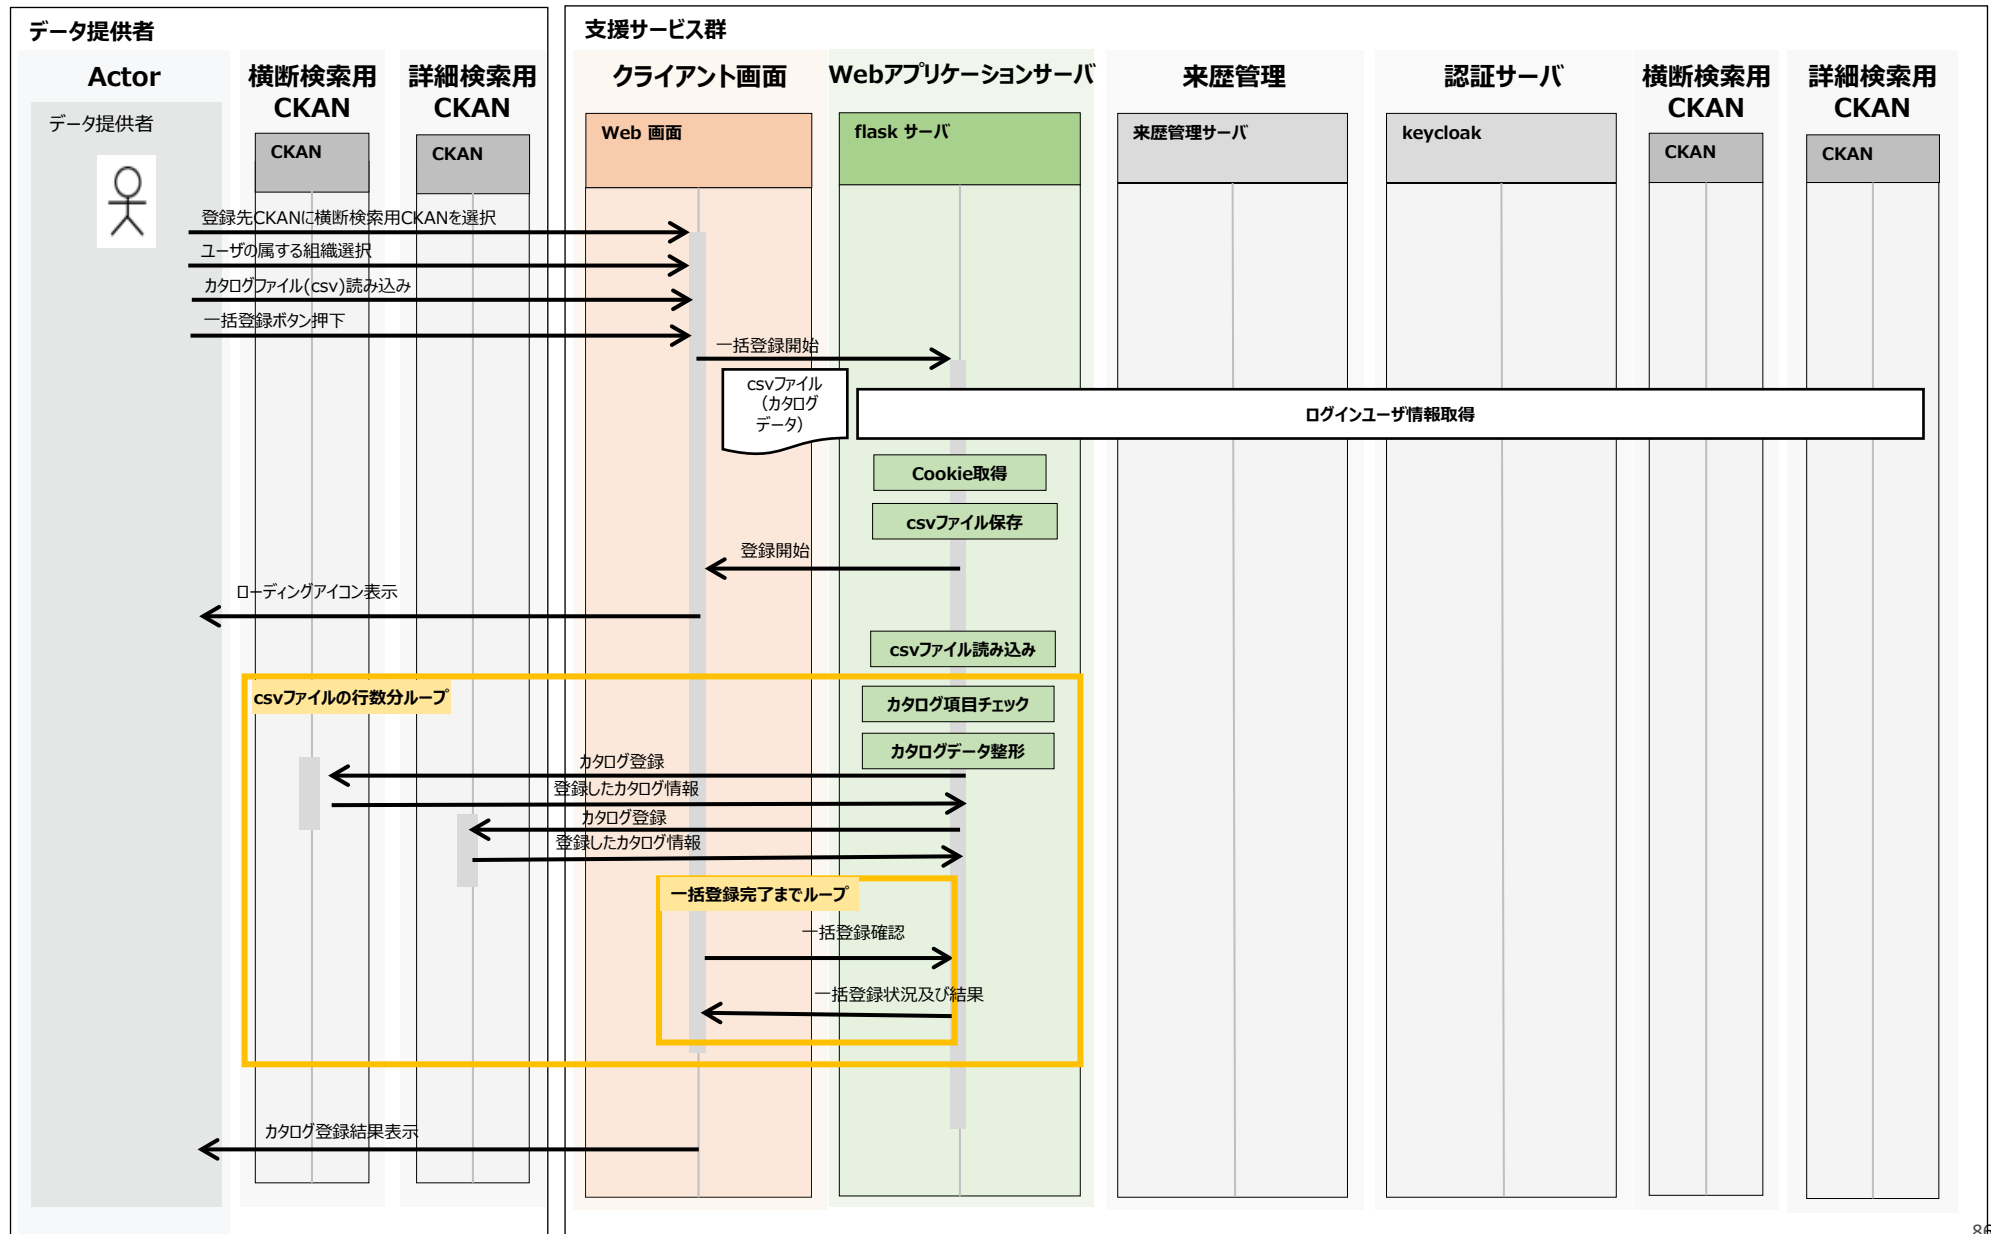 データ提供者
支援サービス群
Actor
横断検索用
CKAN
詳細検索用
CKAN
クライアント画面
Webアプリケーションサーバ
来歴管理
認証サーバ
横断検索用
CKAN
詳細検索用
CKAN
データ提供者
CKAN
CKAN
Web 画面
flask サーバ
来歴管理サーバ
keycloak
CKAN
CKAN
登録先CKANに横断検索用CKANを選択
ユーザの属する組織選択
カタログファイル(csv)読み込み
一括登録ボタン押下
一括登録開始
csvファイル
（カタログ
データ）
ログインユーザ情報取得
Cookie取得
csvファイル保存
登録開始
ローディングアイコン表示
csvファイル読み込み
csvファイルの行数分ループ
カタログ項目チェック
カタログデータ整形
カタログ登録
登録したカタログ情報
カタログ登録
登録したカタログ情報
一括登録完了までループ
一括登録確認
一括登録状況及び結果
カタログ登録結果表示
86